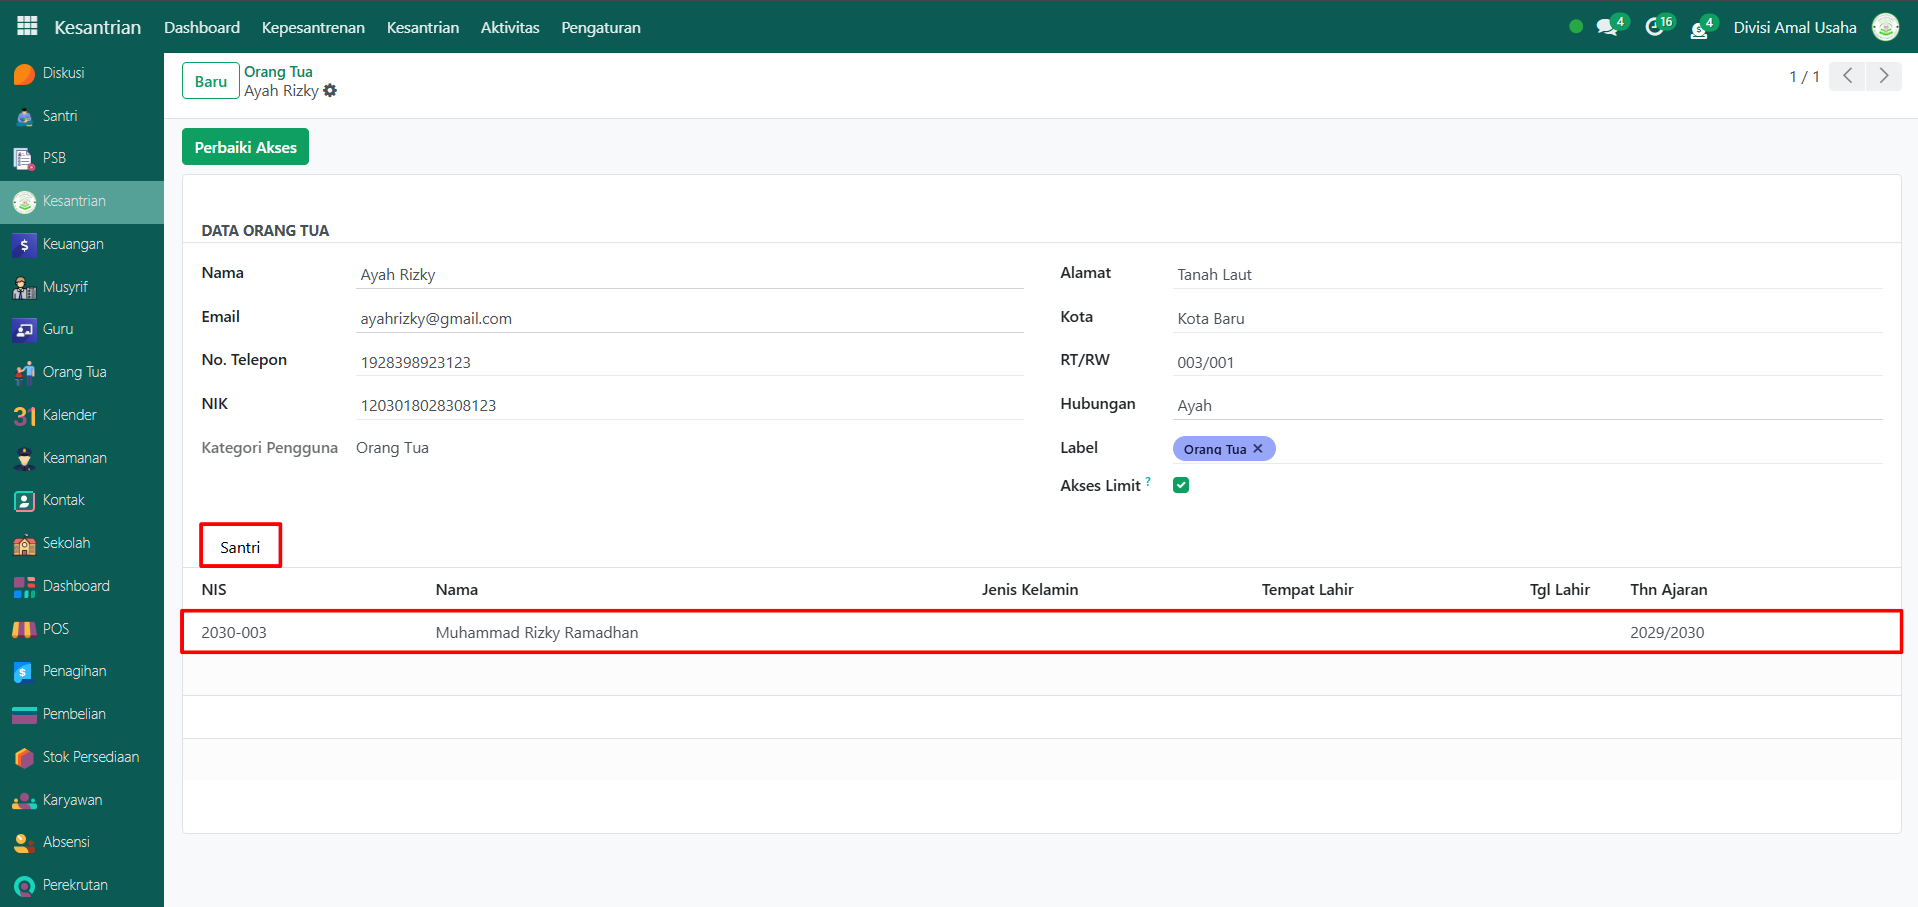 Kesantrian Dashboard Kepesantrenan Kesantrian Aktivitas Pengaturan 4 16 4 Divisi Amal Usaha
Diskusi
Santri
PSB
Kesantrian
Keuangan
Musyrif
Guru
Orang Tua
31 Kalender
Keamanan
Kontak
Sekolah
Dashboard
POS
Penagihan
Pembelian
Stok Persediaan
Karyawan
Absensi
Perekrutan
Baru
Orang Tua
Ayah Rizky
1 / 1
Perbaiki Akses
DATA ORANG TUA
Nama Ayah Rizky
Email ayahrizky@gmail.com
No. Telepon 1928398923123
NIK 1203018028308123
Kategori Pengguna Orang Tua
Alamat Tanah Laut
Kota Kota Baru
RT/RW 003/001
Hubungan Ayah
Label Orang Tua
Akses Limit ?
Santri
NIS Nama Jenis Kelamin Tempat Lahir Tgl Lahir Thn Ajaran
2030-003 Muhammad Rizky Ramadhan 2029/2030